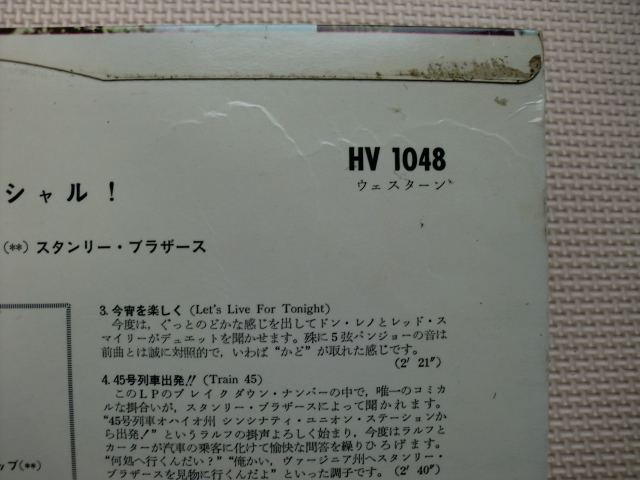 HV 1048
ウェスターン
シャル！
(**) スタンリー・ブラザース
3. 今宵を楽しく (Let's Live For Tonight)
今度は，ぐっとのどかな感じを出してドン・レノとレッド・ス
マイリーがデュエットを聞かせます。殊に5弦バンジョーの音は
前曲とは誠に対照的で，いわば“かど”が取れた感じです。
(2′ 21″)
4. 45号列車出発!! (Train 45)
このLPのブレイクダウン・ナンバーの中で，唯一のコミカ
ルな掛合いが，スタンリー・ブラザースによって聞かれます。
“45号列車オハイオ州 シンシナティ・ユニオン・ステーションか
ら出発！”というラルフの掛声よろしく始まり，今度はラルフと
カーターが汽車の乗客に化けて愉快な問答を繰りひろげます。
“何処へ行くんだい？”“俺かい，ヴァージニア州へスタンリー・
ブラザースを見物に行くんだよ”といった調子です。(2′ 40″)
ップ(**)